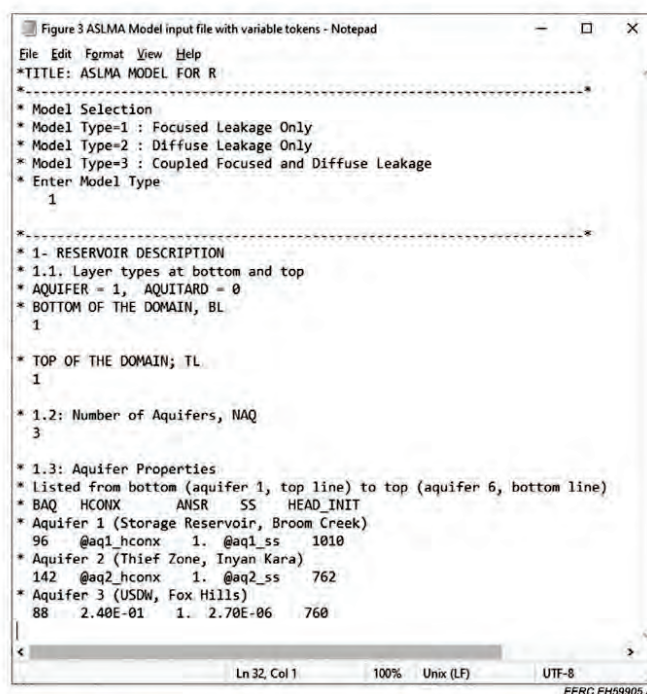 Figure 3 ASLMA Model input file with variable tokens - Notepad
File Edit Format View Help
*TITLE: ASLMA MODEL FOR R
*----------------------------------------------------------------------*
* Model Selection
* Model Type=1 : Focused Leakage Only
* Model Type=2 : Diffuse Leakage Only
* Model Type=3 : Coupled Focused and Diffuse Leakage
* Enter Model Type
1
*----------------------------------------------------------------------*
* 1- RESERVOIR DESCRIPTION
* 1.1. Layer types at bottom and top
* AQUIFER = 1, AQUITARD = 0
* BOTTOM OF THE DOMAIN, BL
1
* TOP OF THE DOMAIN; TL
1
* 1.2: Number of Aquifers, NAQ
3
* 1.3: Aquifer Properties
* Listed from bottom (aquifer 1, top line) to top (aquifer 6, bottom line)
* BAQ HCONX ANSR SS HEAD_INIT
* Aquifer 1 (Storage Reservoir, Broom Creek)
96 @aq1_hconx 1. @aq1_ss 1010
* Aquifer 2 (Thief Zone, Inyan Kara)
142 @aq2_hconx 1. @aq2_ss 762
* Aquifer 3 (USDW, Fox Hills)
88 2.40E-01 1. 2.70E-06 760
Ln 32, Col 1 100% Unix (LF) UTF-8
EERC EH59905